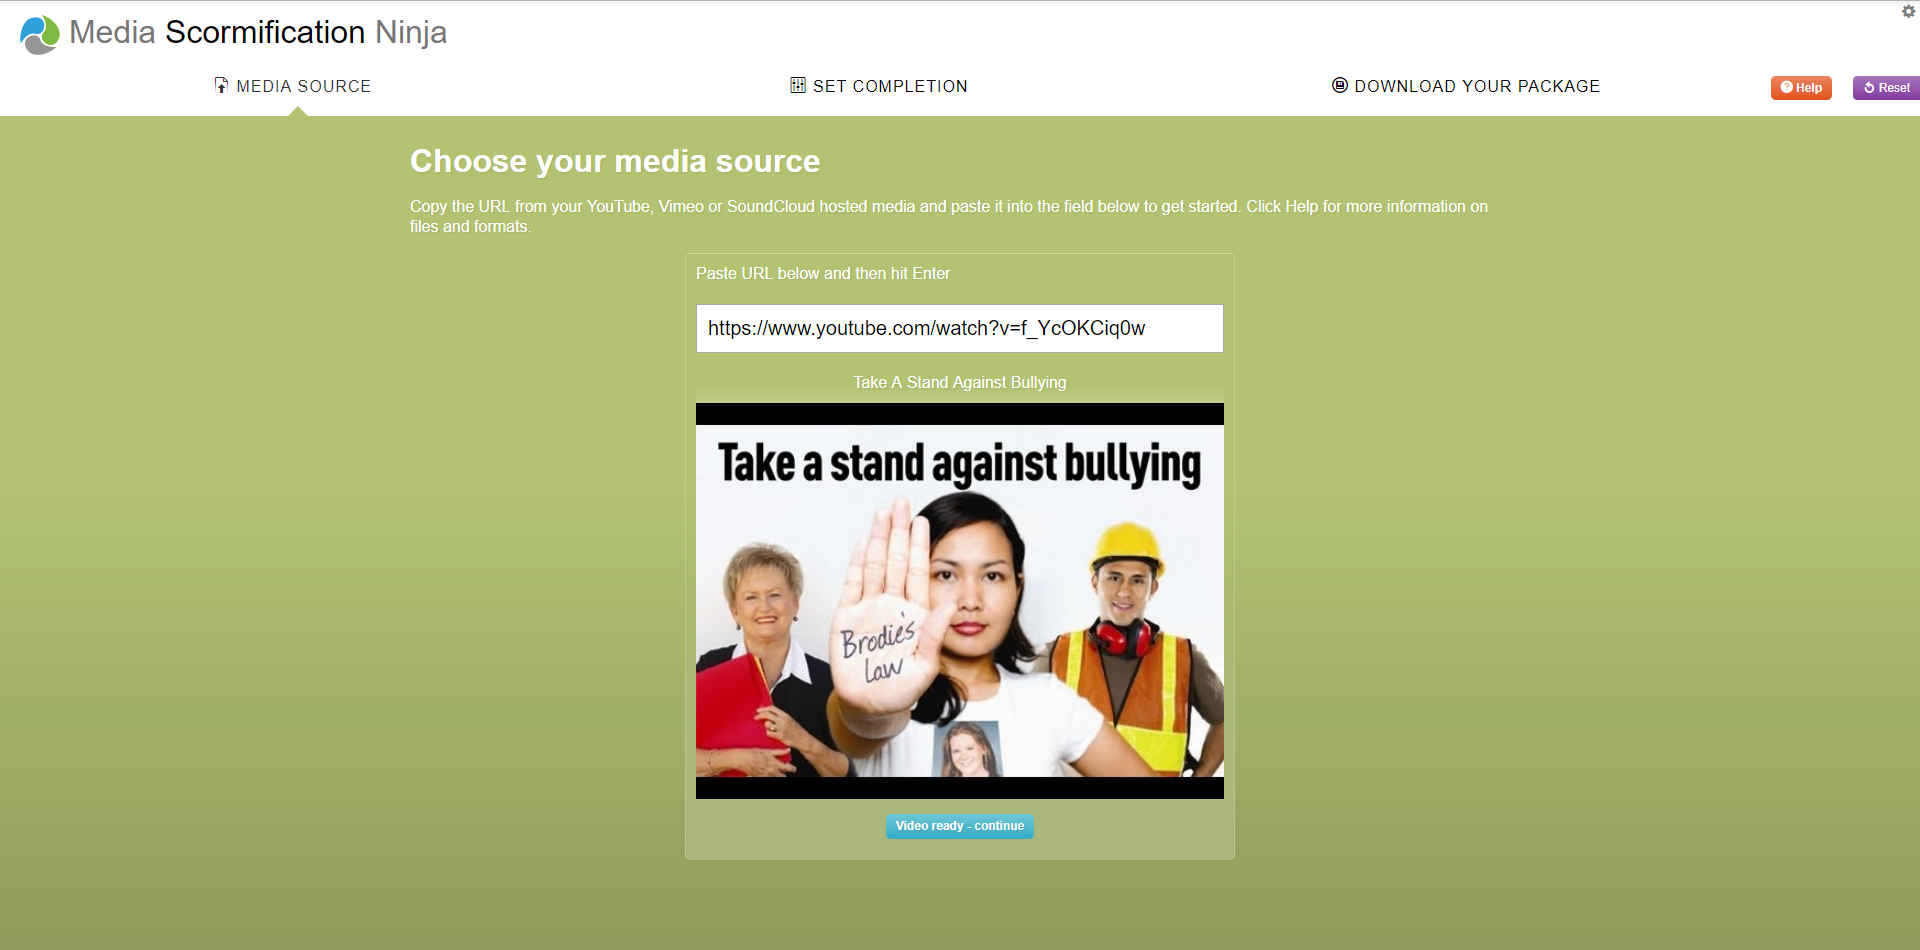 Media Scormification Ninja
MEDIA SOURCE
SET COMPLETION
DOWNLOAD YOUR PACKAGE
Help
Reset
Choose your media source
Copy the URL from your YouTube, Vimeo or SoundCloud hosted media and paste it into the field below to get started. Click Help for more information on
files and formats.
Paste URL below and then hit Enter
https://www.youtube.com/watch?v=f_YcOKCiq0w
Take A Stand Against Bullying
Take a stand against bullying
Brodie's
Law
Video ready - continue